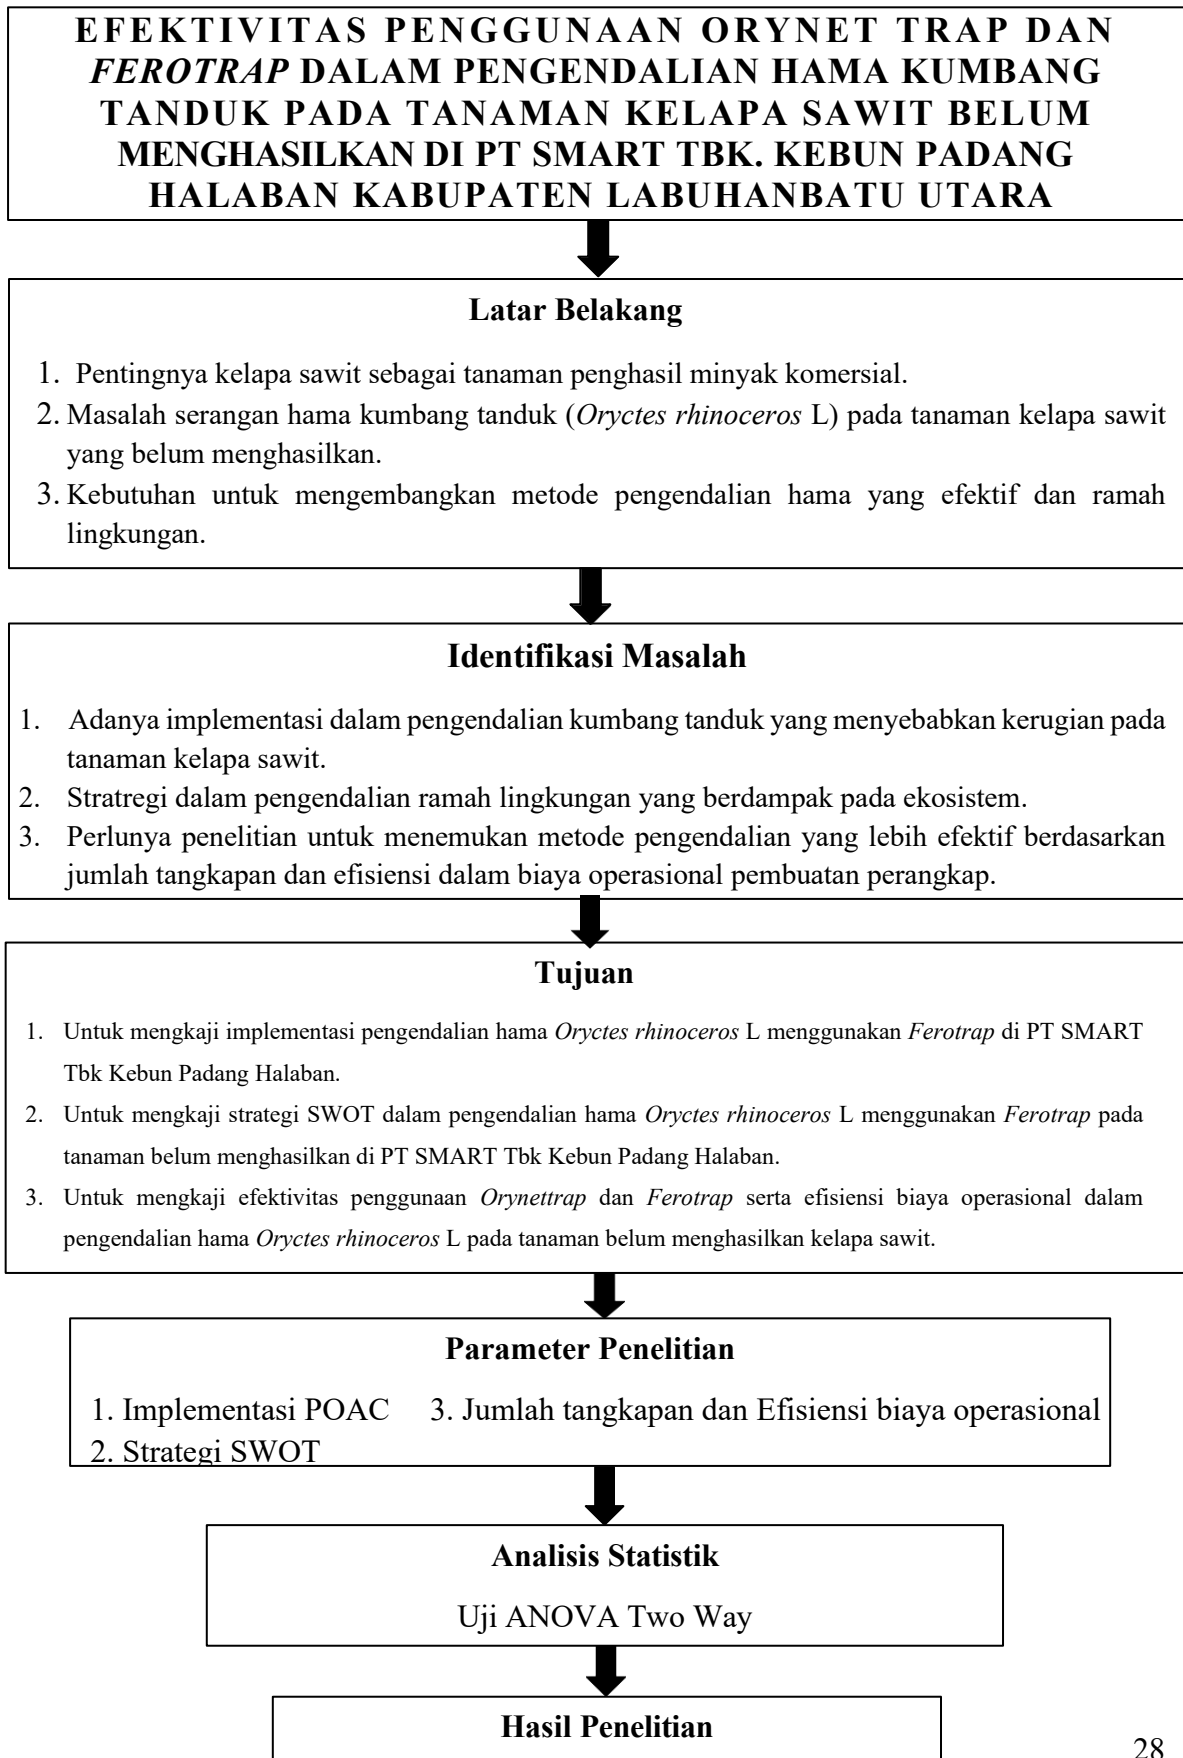 EFEKTIVITAS PENGGUNAAN ORYNET TRAP DAN
FEROTRAP DALAM PENGENDALIAN HAMA KUMBANG
TANDUK PADA TANAMAN KELAPA SAWIT BELUM
MENGHASILKAN DI PT SMART TBK. KEBUN PADANG
HALABAN KABUPATEN LABUHANBATU UTARA
Latar Belakang
1. Pentingnya kelapa sawit sebagai tanaman penghasil minyak komersial.
2. Masalah serangan hama kumbang tanduk (Oryctes rhinoceros L) pada tanaman kelapa sawit
yang belum menghasilkan.
3. Kebutuhan untuk mengembangkan metode pengendalian hama yang efektif dan ramah
lingkungan.
Identifikasi Masalah
1. Adanya implementasi dalam pengendalian kumbang tanduk yang menyebabkan kerugian pada
tanaman kelapa sawit.
2. Stratregi dalam pengendalian ramah lingkungan yang berdampak pada ekosistem.
3. Perlunya penelitian untuk menemukan metode pengendalian yang lebih efektif berdasarkan
jumlah tangkapan dan efisiensi dalam biaya operasional pembuatan perangkap.
Tujuan
1. Untuk mengkaji implementasi pengendalian hama Oryctes rhinoceros L menggunakan Ferotrap di PT SMART
Tbk Kebun Padang Halaban.
2. Untuk mengkaji strategi SWOT dalam pengendalian hama Oryctes rhinoceros L menggunakan Ferotrap pada
tanaman belum menghasilkan di PT SMART Tbk Kebun Padang Halaban.
3. Untuk mengkaji efektivitas penggunaan Orynettrap dan Ferotrap serta efisiensi biaya operasional dalam
pengendalian hama Oryctes rhinoceros L pada tanaman belum menghasilkan kelapa sawit.
Parameter Penelitian
1. Implementasi POAC 3. Jumlah tangkapan dan Efisiensi biaya operasional
2. Strategi SWOT
Analisis Statistik
Uji ANOVA Two Way
Hasil Penelitian
28